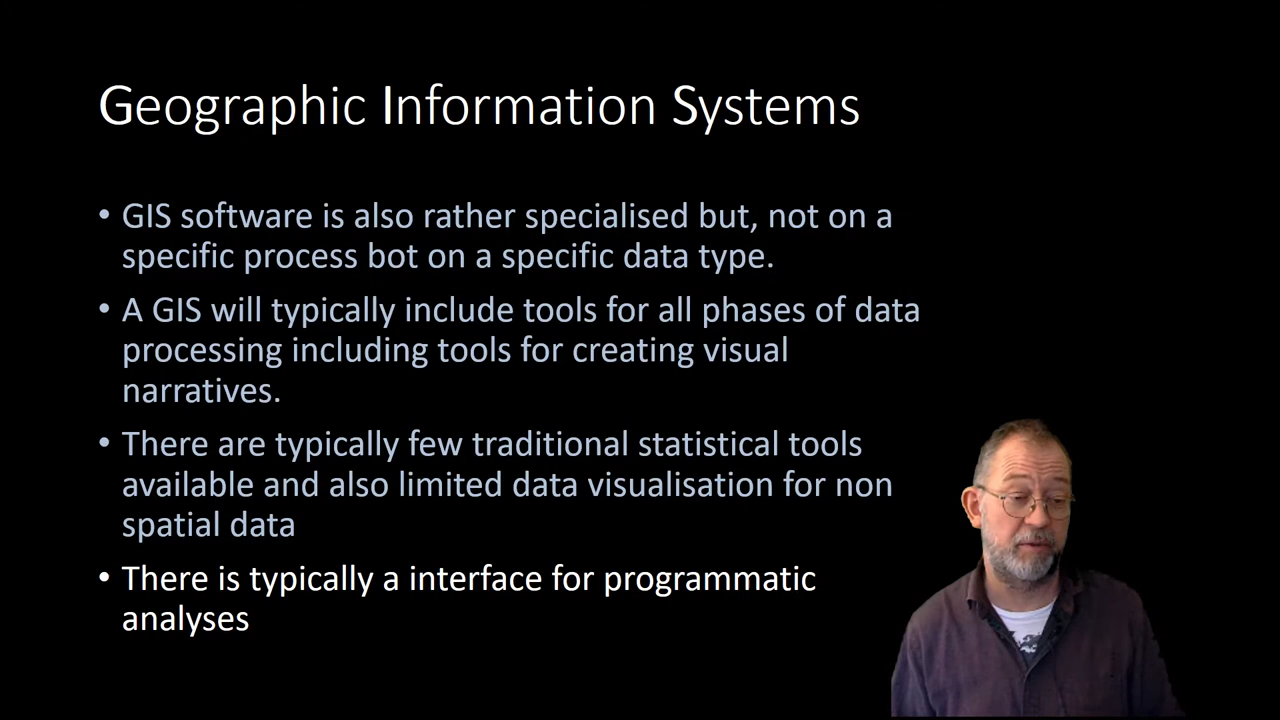 Geographic Information Systems
• GIS software is also rather specialised but, not on a
specific process bot on a specific data type.
• A GIS will typically include tools for all phases of data
processing including tools for creating visual
narratives.
• There are typically few traditional statistical tools
available and also limited data visualisation for non
spatial data
• There is typically a interface for programmatic
analyses